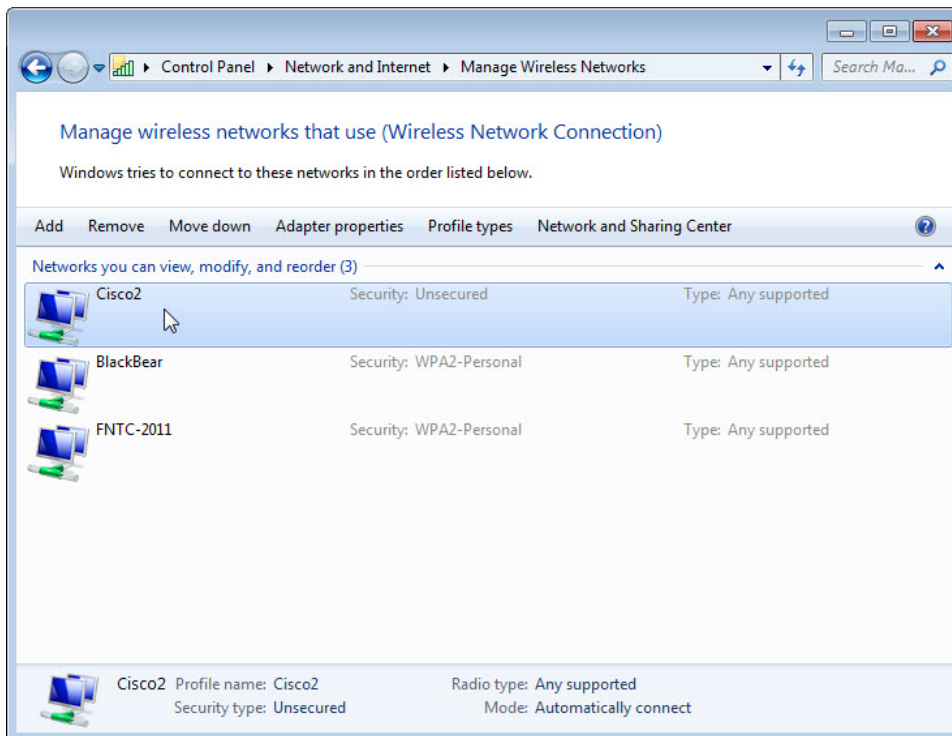 Control Panel Network and Internet Manage Wireless Networks Search Ma...
Manage wireless networks that use (Wireless Network Connection)
Windows tries to connect to these networks in the order listed below.
Add Remove Move down Adapter properties Profile types Network and Sharing Center
Networks you can view, modify, and reorder (3)
Cisco2 Security: Unsecured Type: Any supported
BlackBear Security: WPA2-Personal Type: Any supported
FNTC-2011 Security: WPA2-Personal Type: Any supported
Cisco2 Profile name: Cisco2 Radio type: Any supported
Security type: Unsecured Mode: Automatically connect